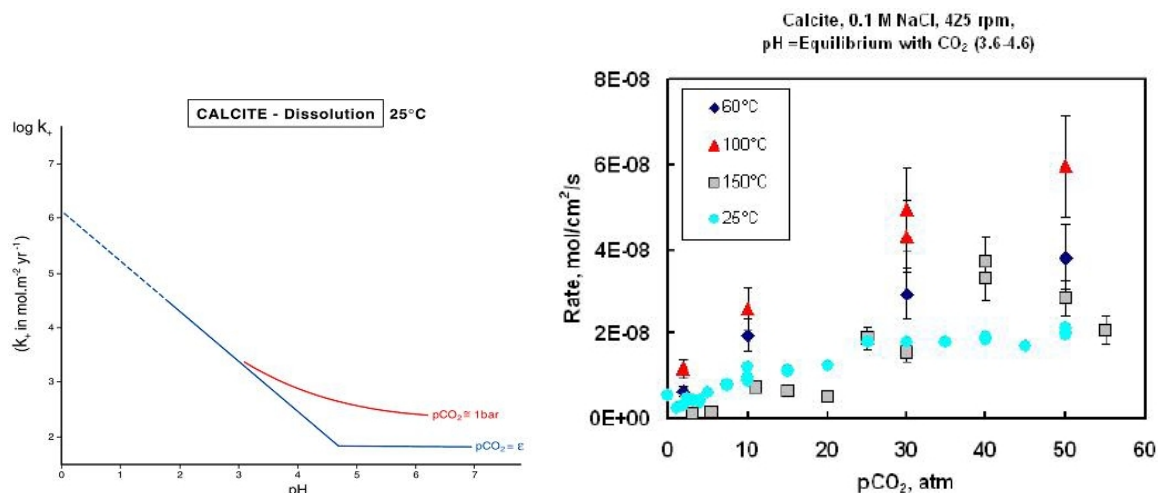 CALCITE - Dissolution 25°C
log k₊
(k₊ in mol.m⁻² yr⁻¹)
7
6
5
4
3
2
0 1 2 3 4 5 6 7
pH
pCO₂≅ 1bar
pCO₂= ε
Calcite, 0.1 M NaCl, 425 rpm,
pH =Equilibrium with CO₂ (3.6-4.6)
Rate, mol/cm²/s
8E-08
6E-08
4E-08
2E-08
0E+00
60°C
100°C
150°C
25°C
0 10 20 30 40 50 60
pCO₂, atm